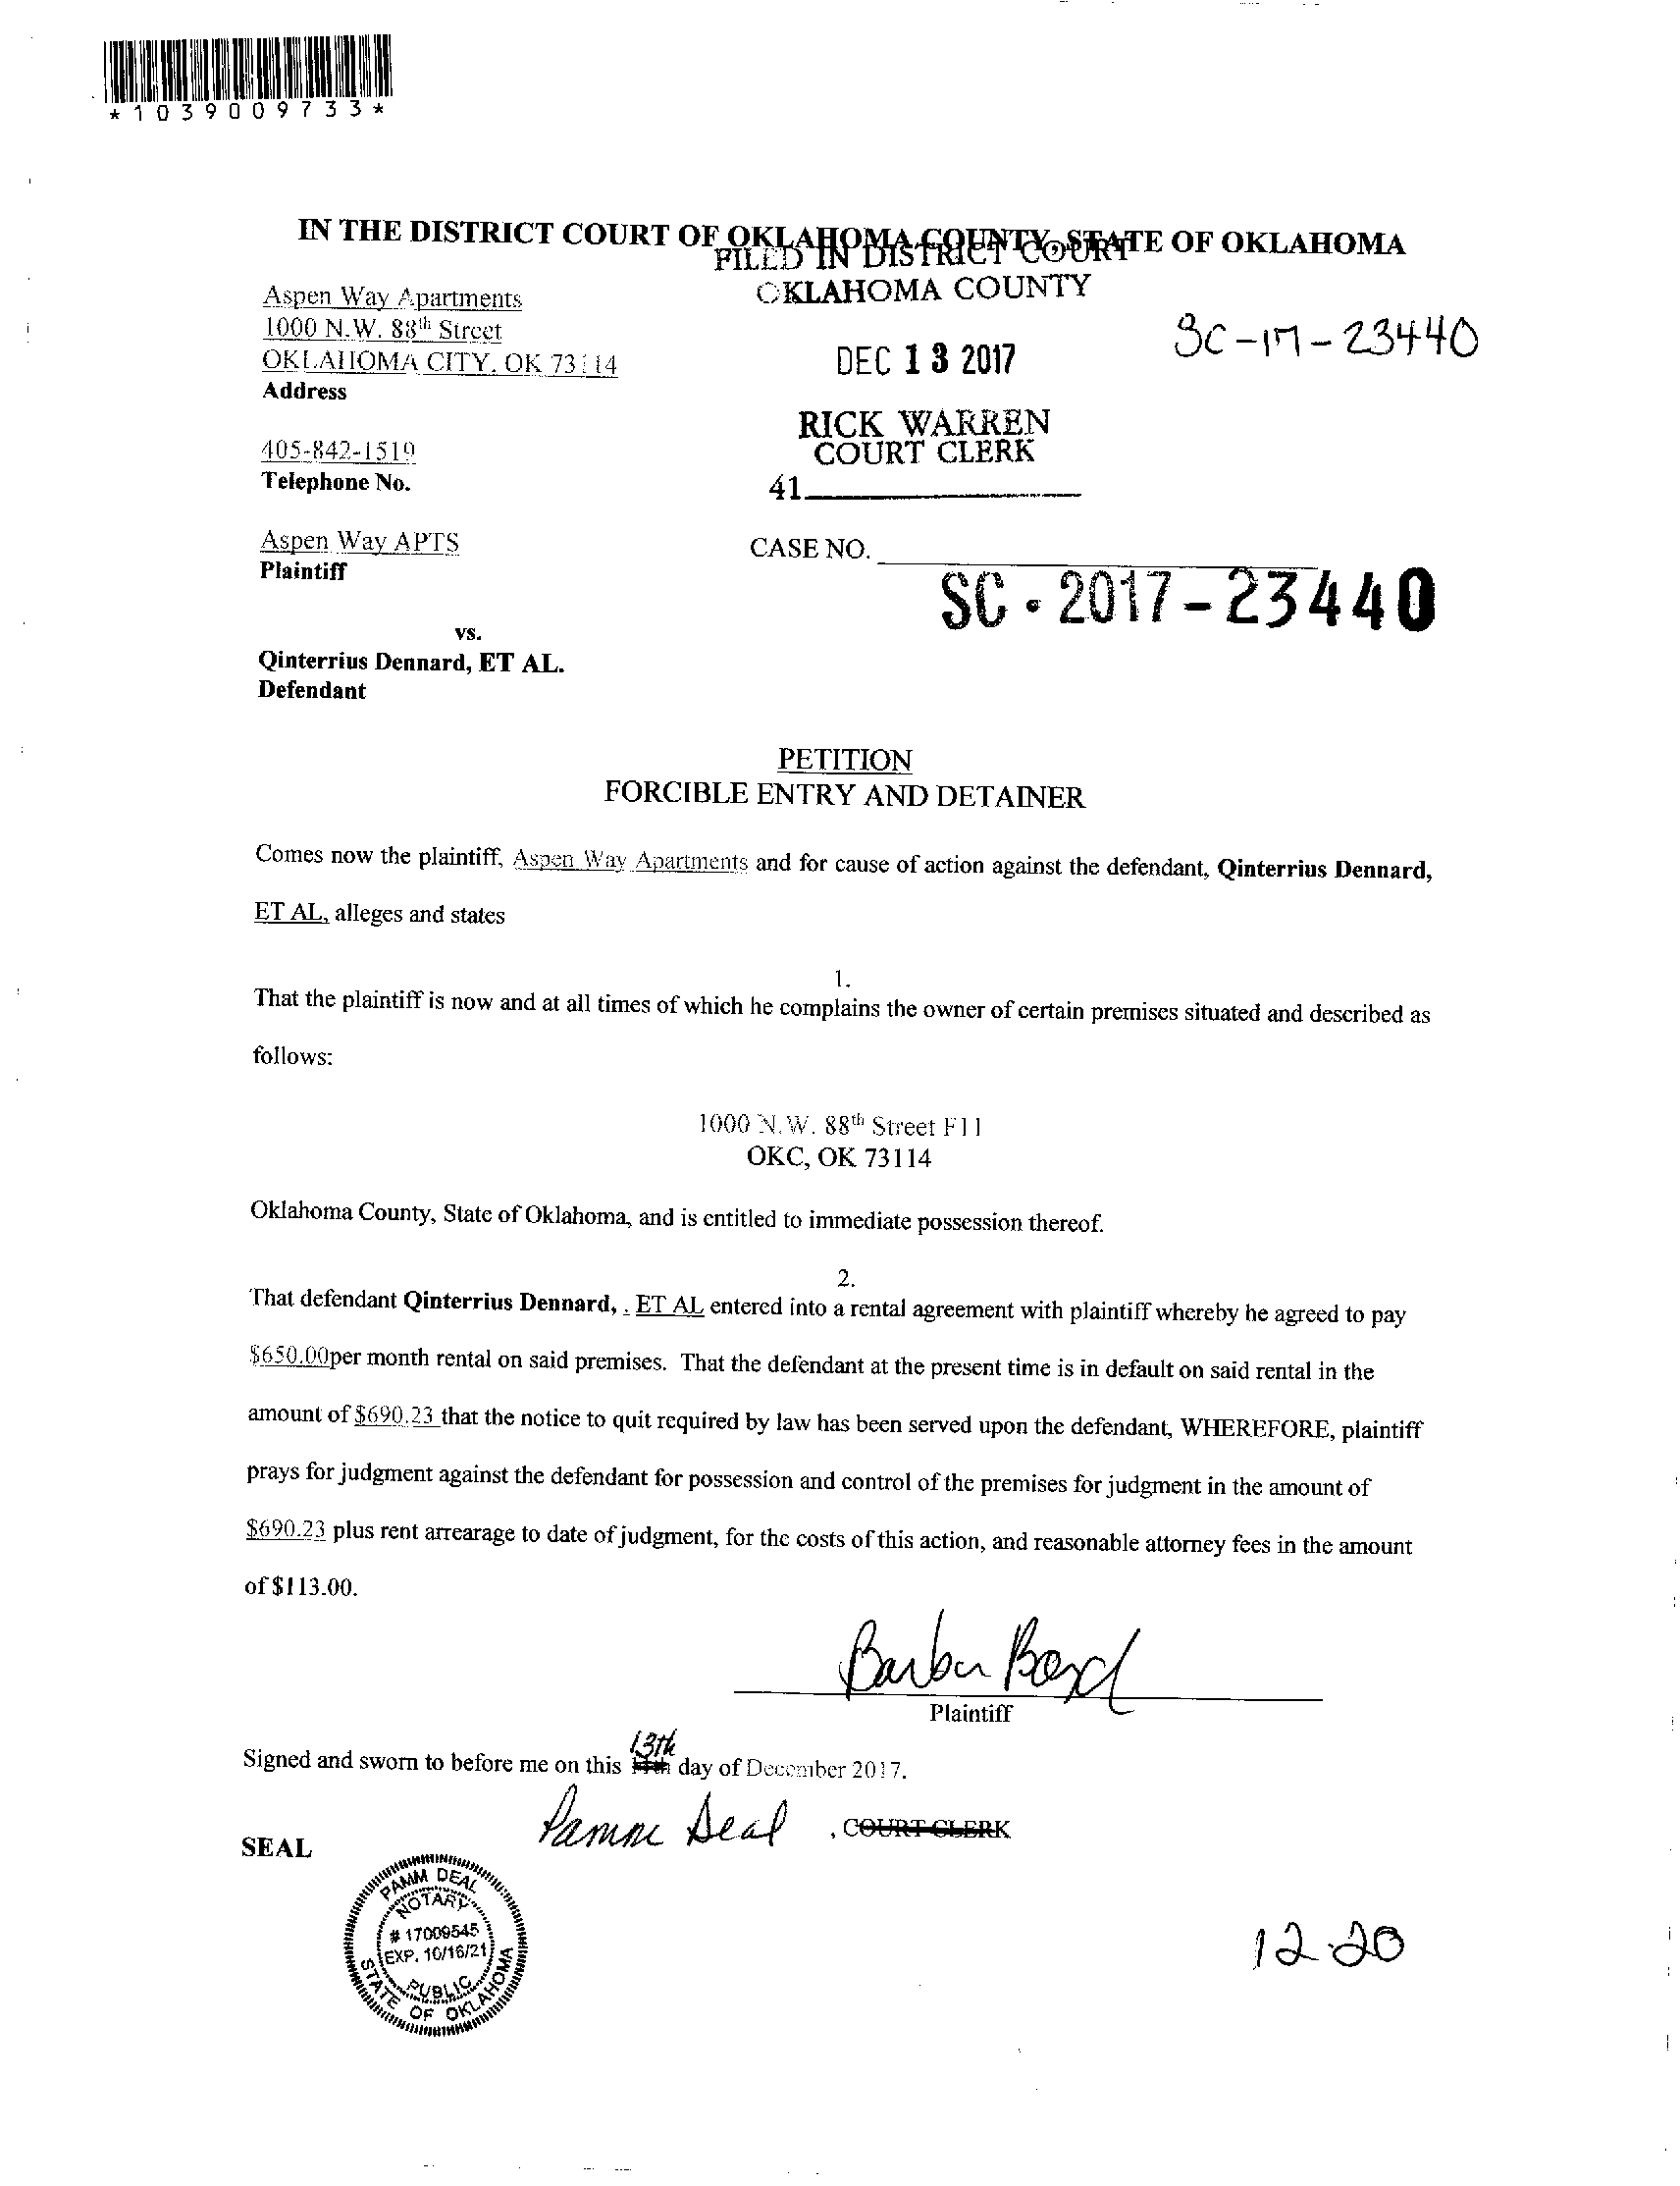 *1039009733*
IN THE DISTRICT COURT OF OKLAHOMA COUNTY, STATE OF OKLAHOMA
FILED IN DISTRICT COURT
OKLAHOMA COUNTY
Aspen Way Apartments
1000 N.W. 88th Street
OKLAHOMA CITY, OK 73114
Address
SC-17-23440
DEC 13 2017
RICK WARREN
COURT CLERK
405-842-1519
Telephone No.
41
Aspen Way APTS
Plaintiff
CASE NO.
SC - 2017 - 23440
vs.
Qinterrius Dennard, ET AL.
Defendant
PETITION
FORCIBLE ENTRY AND DETAINER
Comes now the plaintiff, Aspen Way Apartments and for cause of action against the defendant, Qinterrius Dennard,
ET AL, alleges and states
1.
That the plaintiff is now and at all times of which he complains the owner of certain premises situated and described as
follows:
1000 N.W. 88th Street F11
OKC, OK 73114
Oklahoma County, State of Oklahoma, and is entitled to immediate possession thereof.
2.
That defendant Qinterrius Dennard, . ET AL entered into a rental agreement with plaintiff whereby he agreed to pay
$650.00per month rental on said premises. That the defendant at the present time is in default on said rental in the
amount of $690.23 that the notice to quit required by law has been served upon the defendant, WHEREFORE, plaintiff
prays for judgment against the defendant for possession and control of the premises for judgment in the amount of
$690.23 plus rent arrearage to date of judgment, for the costs of this action, and reasonable attorney fees in the amount
of $113.00.
Plaintiff
13th
Signed and sworn to before me on this day of December 2017.
Pamm Deal , COURT CLERK
SEAL
PAMM DEAL
NOTARY
# 17009545
EXP. 10/16/21
PUBLIC
STATE OF OKLAHOMA
12-20